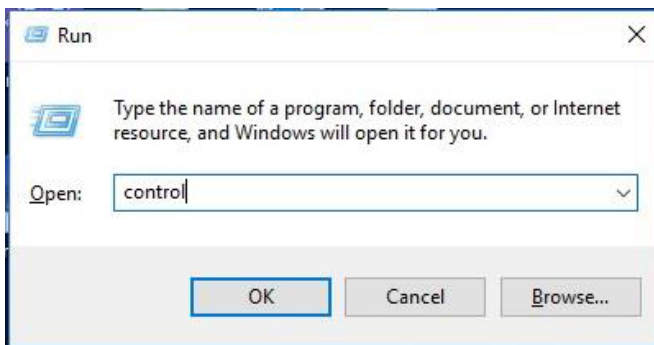 Run
Type the name of a program, folder, document, or Internet
resource, and Windows will open it for you.
Open: control
OK Cancel Browse...